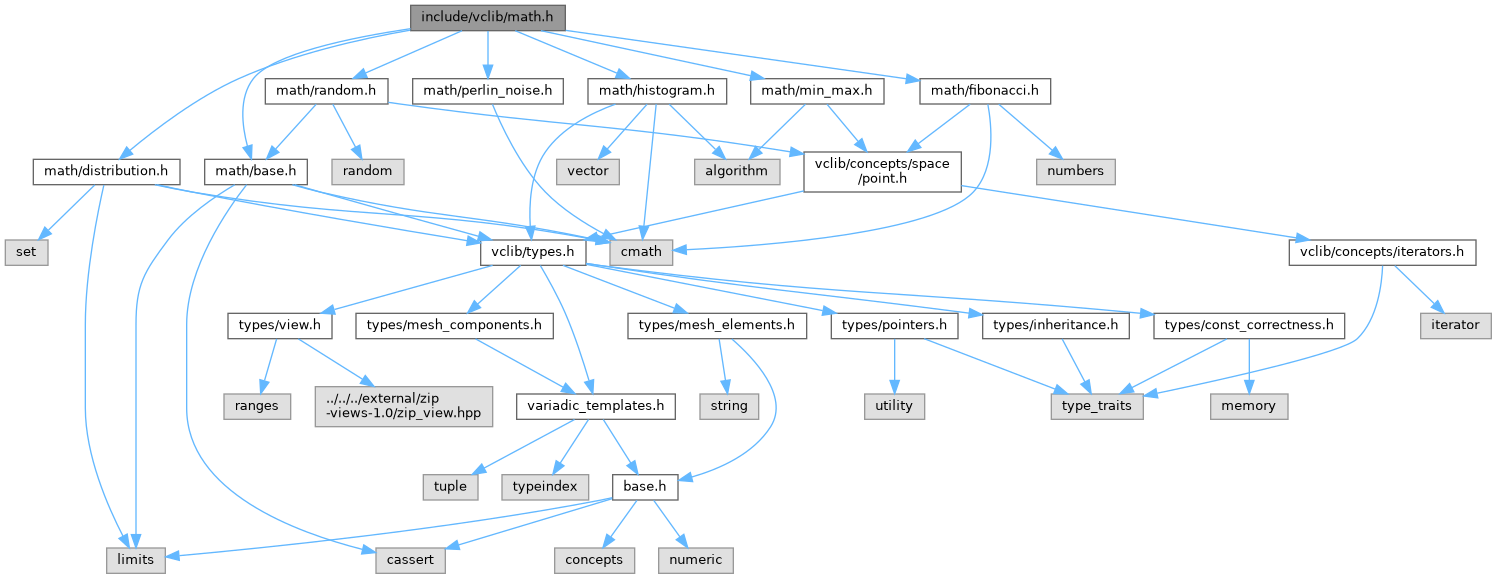 include/vclib/math.h
math/random.h
math/perlin_noise.h
math/histogram.h
math/min_max.h
math/fibonacci.h
math/distribution.h
math/base.h
random
vector
algorithm
vclib/concepts/space
/point.h
numbers
set
vclib/types.h
cmath
vclib/concepts/iterators.h
types/view.h
types/mesh_components.h
types/mesh_elements.h
types/pointers.h
types/inheritance.h
types/const_correctness.h
iterator
ranges
../../../external/zip
-views-1.0/zip_view.hpp
variadic_templates.h
string
utility
type_traits
memory
tuple
typeindex
base.h
limits
cassert
concepts
numeric